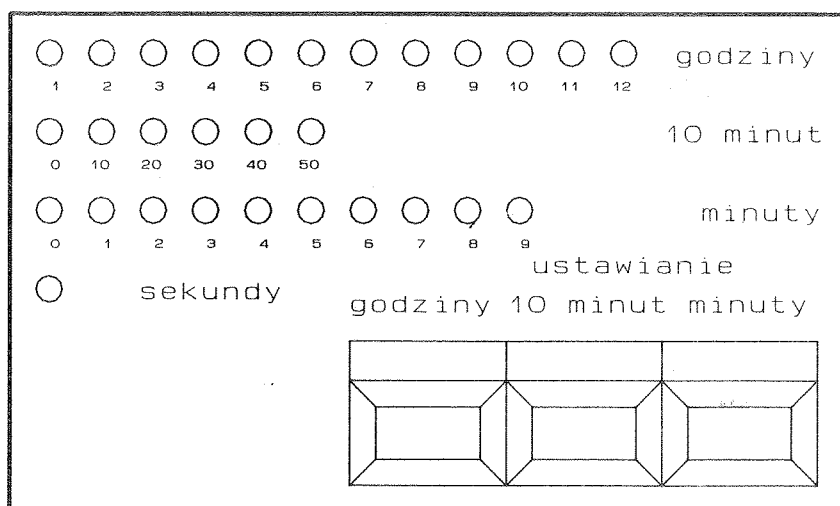 godziny
1 2 3 4 5 6 7 8 9 10 11 12
10 minut
0 10 20 30 40 50
minuty
0 1 2 3 4 5 6 7 8 9
ustawianie
sekundy
godziny 10 minut minuty